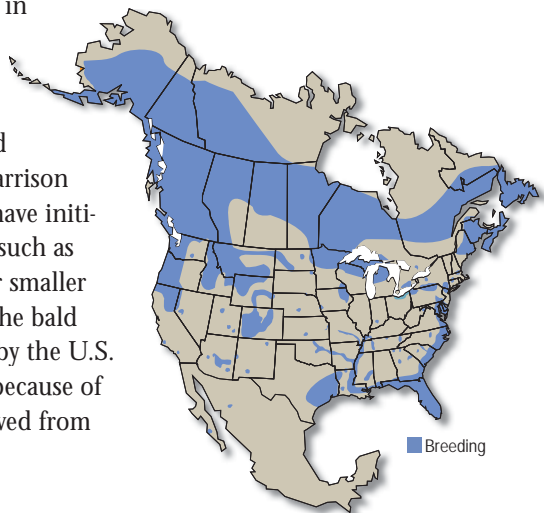 in
d
arrison
have initi-
such as
r smaller
he bald
by the U.S.
because of
ved from
Breeding